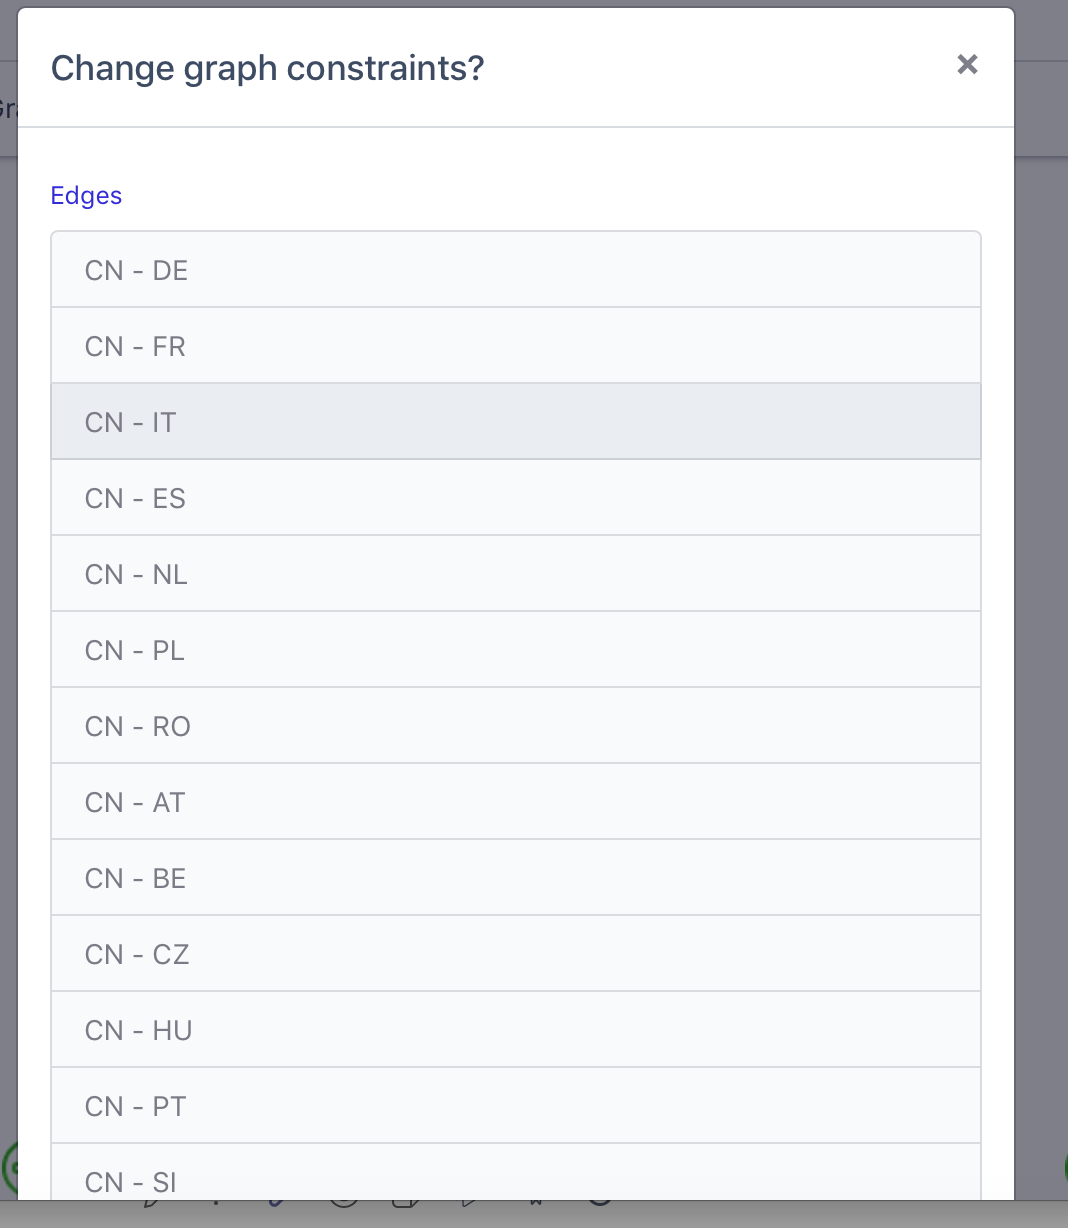 Change graph constraints?
×
Edges
CN - DE
CN - FR
CN - IT
CN - ES
CN - NL
CN - PL
CN - RO
CN - AT
CN - BE
CN - CZ
CN - HU
CN - PT
CN - SI